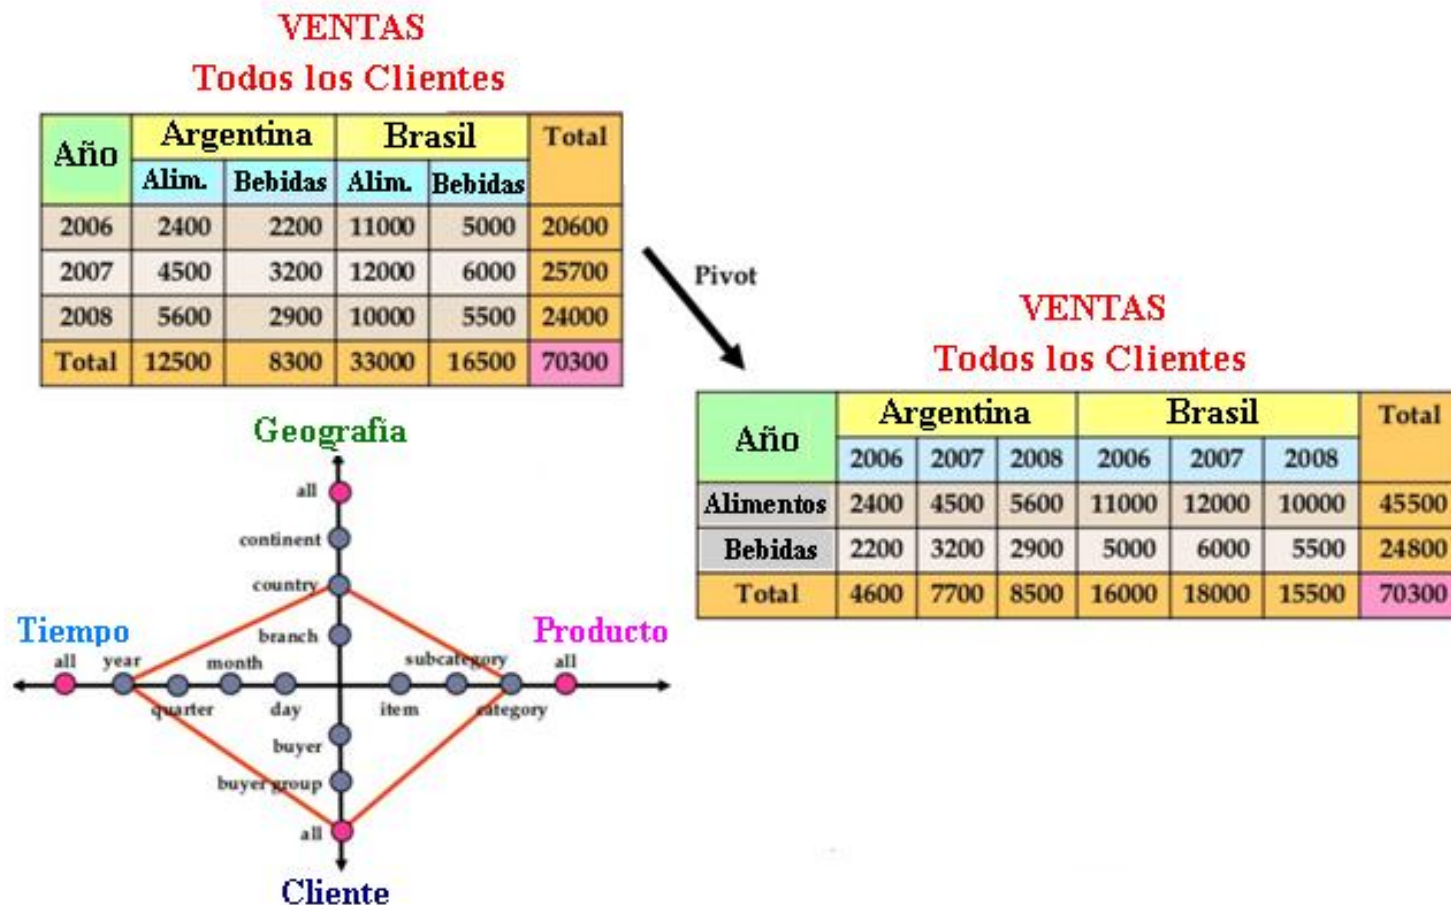 VENTAS
Todos los Clientes
Año Argentina Brasil Total
Alim. Bebidas Alim. Bebidas
2006 2400 2200 11000 5000 20600
2007 4500 3200 12000 6000 25700
2008 5600 2900 10000 5500 24000
Total 12500 8300 33000 16500 70300
Pivot
VENTAS
Todos los Clientes
Año Argentina Brasil Total
2006 2007 2008 2006 2007 2008
Alimentos 2400 4500 5600 11000 12000 10000 45500
Bebidas 2200 3200 2900 5000 6000 5500 24800
Total 4600 7700 8500 16000 18000 15500 70300
Geografia
all
continent
country
branch
Tiempo
all year month
quarter day
Producto
subcategory all
item category
buyer
buyer group
all
Cliente